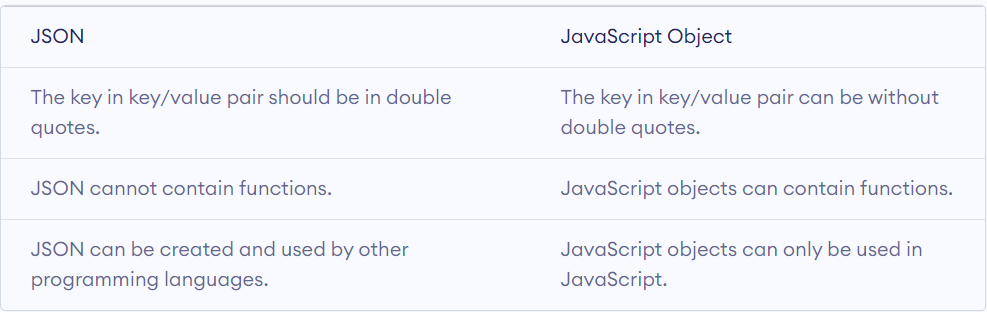 JSON
JavaScript Object
The key in key/value pair should be in double
quotes.
The key in key/value pair can be without
double quotes.
JSON cannot contain functions.
JavaScript objects can contain functions.
JSON can be created and used by other
programming languages.
JavaScript objects can only be used in
JavaScript.